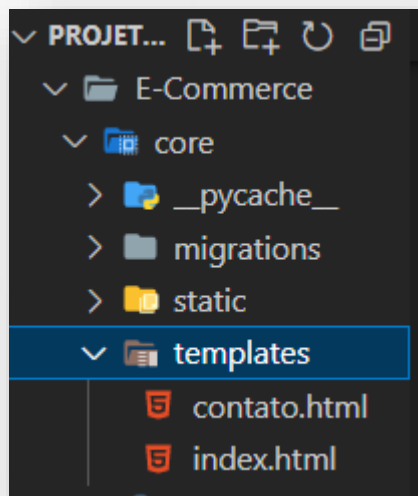 PROJET...
E-Commerce
core
__pycache__
migrations
static
templates
contato.html
index.html